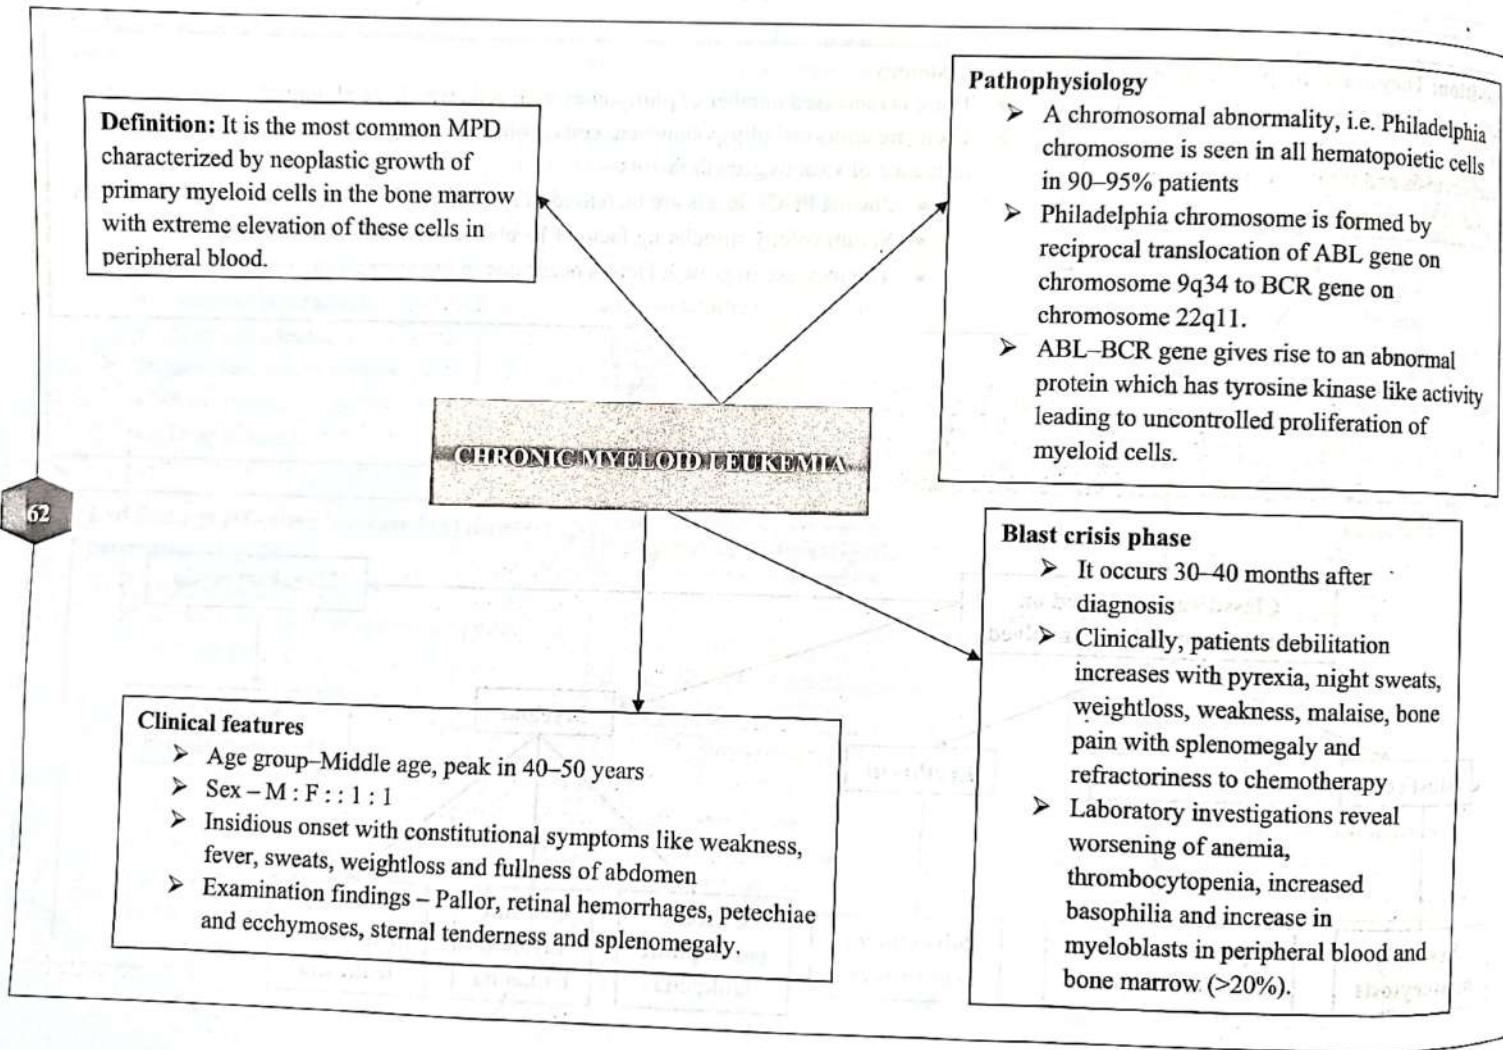 Definition: It is the most common MPD
characterized by neoplastic growth of
primary myeloid cells in the bone marrow
with extreme elevation of these cells in
peripheral blood.
Pathophysiology
➢ A chromosomal abnormality, i.e. Philadelphia
chromosome is seen in all hematopoietic cells
in 90–95% patients
➢ Philadelphia chromosome is formed by
reciprocal translocation of ABL gene on
chromosome 9q34 to BCR gene on
chromosome 22q11.
➢ ABL–BCR gene gives rise to an abnormal
protein which has tyrosine kinase like activity
leading to uncontrolled proliferation of
myeloid cells.
CHRONIC MYELOID LEUKEMIA
62
Blast crisis phase
➢ It occurs 30–40 months after
diagnosis
➢ Clinically, patients debilitation
increases with pyrexia, night sweats,
weightloss, weakness, malaise, bone
pain with splenomegaly and
refractoriness to chemotherapy
➢ Laboratory investigations reveal
worsening of anemia,
thrombocytopenia, increased
basophilia and increase in
myeloblasts in peripheral blood and
bone marrow (>20%).
Clinical features
➢ Age group–Middle age, peak in 40–50 years
➢ Sex – M : F : : 1 : 1
➢ Insidious onset with constitutional symptoms like weakness,
fever, sweats, weightloss and fullness of abdomen
➢ Examination findings – Pallor, retinal hemorrhages, petechiae
and ecchymoses, sternal tenderness and splenomegaly.